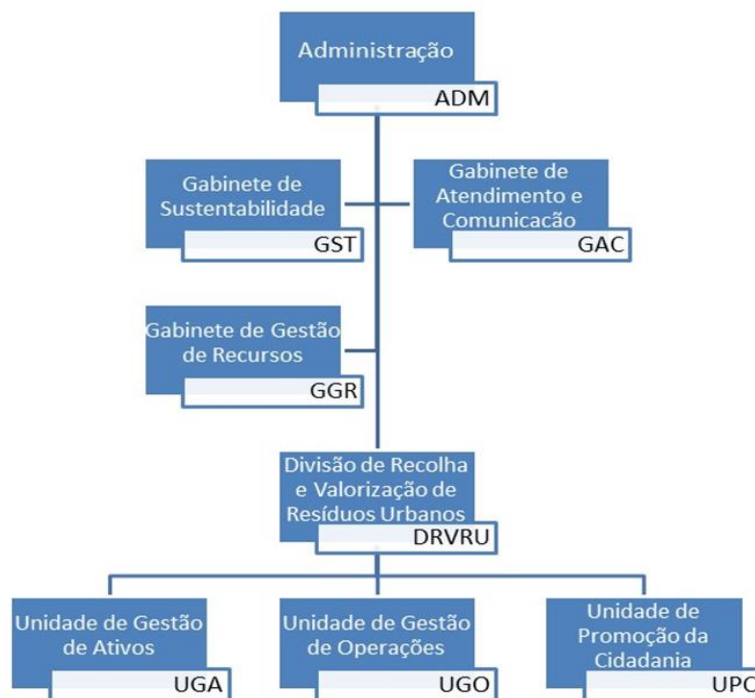 Administração
ADM
Gabinete de
Sustentabilidade
GST
Gabinete de
Atendimento e
Comunicação
GAC
Gabinete de Gestão
de Recursos
GGR
Divisão de Recolha
e Valorização de
Resíduos Urbanos
DRVRU
Unidade de Gestão
de Ativos
UGA
Unidade de Gestão
de Operações
UGO
Unidade de
Promoção da
Cidadania
UPC